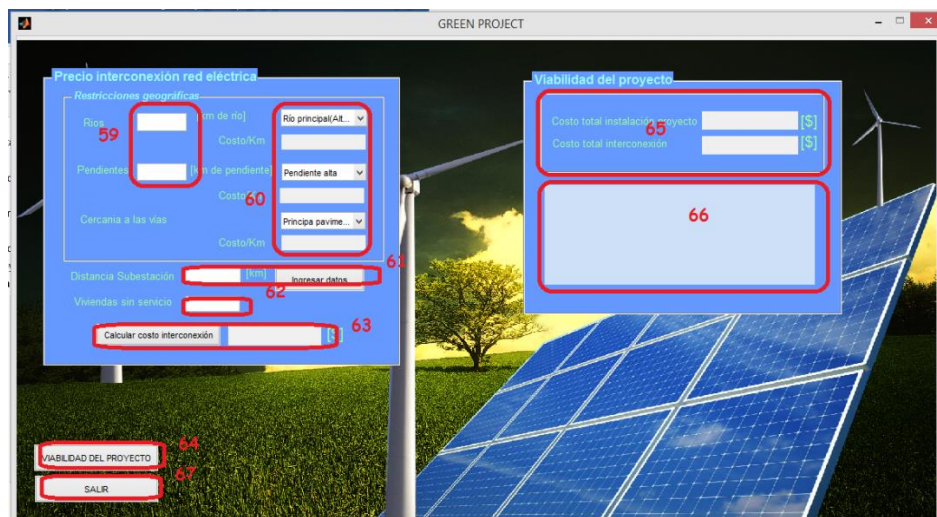 GREEN PROJECT
Precio interconexión red eléctrica
Restricciones geográficas
Rios
59
[km de río]
Río principal(Alt...
Costo/Km
Pendientes
[km de pendiente]
Pendiente alta
60
Cercania a las vías
Principa pavime...
Costo/Km
Distancia Subestación
[km]
Ingresar datos
61
Viviendas sin servicio
62
Calcular costo interconexión
[$]
63
VIABILIDAD DEL PROYECTO
64
SALIR
67
Viabilidad del proyecto
Costo total instalación proyecto
[$]
65
Costo total interconexión
[$]
66